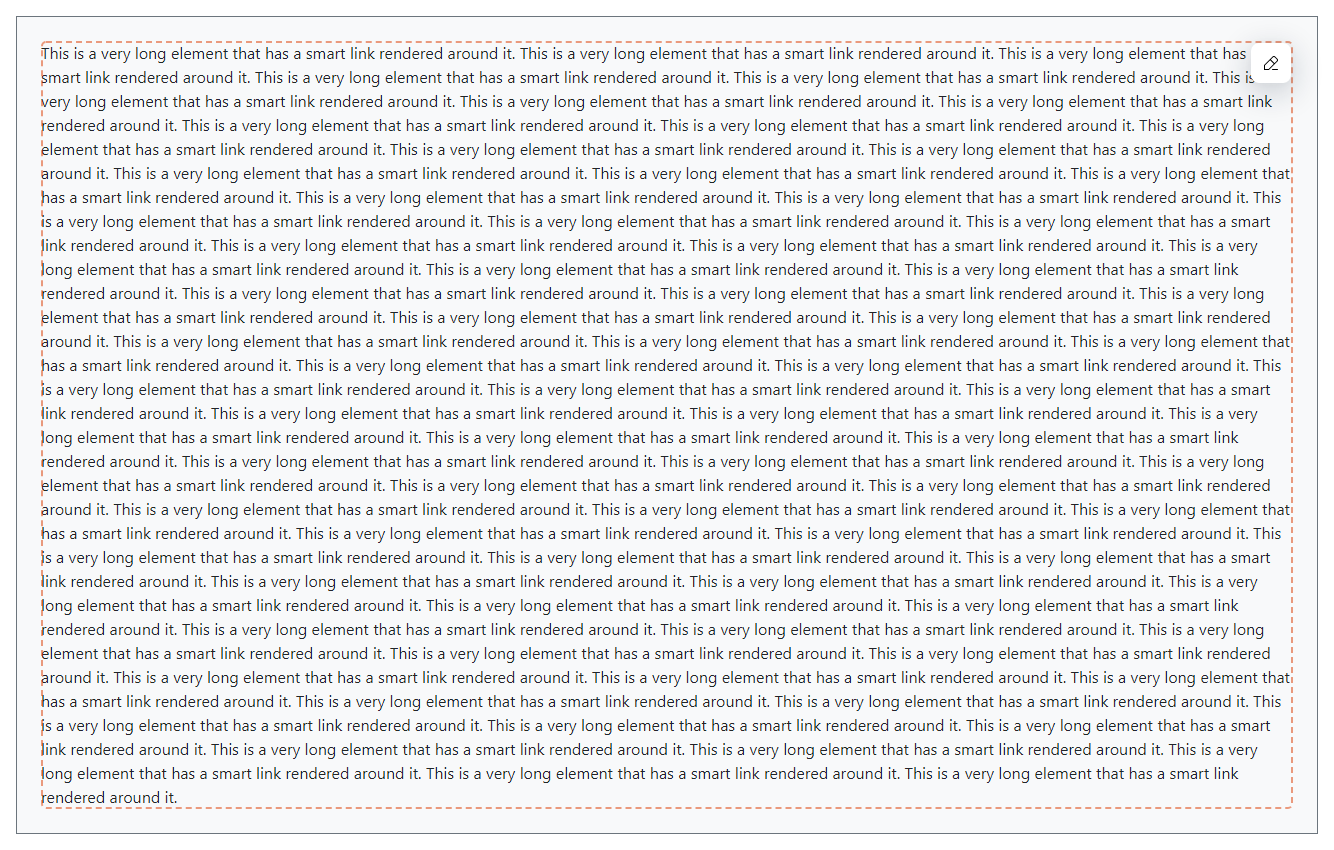 This is a very long element that has a smart link rendered around it. This is a very long element that has a smart link rendered around it. This is a very long element that has
smart link rendered around it. This is a very long element that has a smart link rendered around it. This is a very long element that has a smart link rendered around it. This is
very long element that has a smart link rendered around it. This is a very long element that has a smart link rendered around it. This is a very long element that has a smart link
rendered around it. This is a very long element that has a smart link rendered around it. This is a very long element that has a smart link rendered around it. This is a very long
element that has a smart link rendered around it. This is a very long element that has a smart link rendered around it. This is a very long element that has a smart link rendered
around it. This is a very long element that has a smart link rendered around it. This is a very long element that has a smart link rendered around it. This is a very long element that
has a smart link rendered around it. This is a very long element that has a smart link rendered around it. This is a very long element that has a smart link rendered around it. This
is a very long element that has a smart link rendered around it. This is a very long element that has a smart link rendered around it. This is a very long element that has a smart
link rendered around it. This is a very long element that has a smart link rendered around it. This is a very long element that has a smart link rendered around it. This is a very
long element that has a smart link rendered around it. This is a very long element that has a smart link rendered around it. This is a very long element that has a smart link
rendered around it. This is a very long element that has a smart link rendered around it. This is a very long element that has a smart link rendered around it. This is a very long
element that has a smart link rendered around it. This is a very long element that has a smart link rendered around it. This is a very long element that has a smart link rendered
around it. This is a very long element that has a smart link rendered around it. This is a very long element that has a smart link rendered around it. This is a very long element that
has a smart link rendered around it. This is a very long element that has a smart link rendered around it. This is a very long element that has a smart link rendered around it. This
is a very long element that has a smart link rendered around it. This is a very long element that has a smart link rendered around it. This is a very long element that has a smart
link rendered around it. This is a very long element that has a smart link rendered around it. This is a very long element that has a smart link rendered around it. This is a very
long element that has a smart link rendered around it. This is a very long element that has a smart link rendered around it. This is a very long element that has a smart link
rendered around it. This is a very long element that has a smart link rendered around it. This is a very long element that has a smart link rendered around it. This is a very long
element that has a smart link rendered around it. This is a very long element that has a smart link rendered around it. This is a very long element that has a smart link rendered
around it. This is a very long element that has a smart link rendered around it. This is a very long element that has a smart link rendered around it. This is a very long element that
has a smart link rendered around it. This is a very long element that has a smart link rendered around it. This is a very long element that has a smart link rendered around it. This
is a very long element that has a smart link rendered around it. This is a very long element that has a smart link rendered around it. This is a very long element that has a smart
link rendered around it. This is a very long element that has a smart link rendered around it. This is a very long element that has a smart link rendered around it. This is a very
long element that has a smart link rendered around it. This is a very long element that has a smart link rendered around it. This is a very long element that has a smart link
rendered around it. This is a very long element that has a smart link rendered around it. This is a very long element that has a smart link rendered around it. This is a very long
element that has a smart link rendered around it. This is a very long element that has a smart link rendered around it. This is a very long element that has a smart link rendered
around it. This is a very long element that has a smart link rendered around it. This is a very long element that has a smart link rendered around it. This is a very long element that
has a smart link rendered around it. This is a very long element that has a smart link rendered around it. This is a very long element that has a smart link rendered around it. This
is a very long element that has a smart link rendered around it. This is a very long element that has a smart link rendered around it. This is a very long element that has a smart
link rendered around it. This is a very long element that has a smart link rendered around it. This is a very long element that has a smart link rendered around it. This is a very
long element that has a smart link rendered around it. This is a very long element that has a smart link rendered around it. This is a very long element that has a smart link
rendered around it.